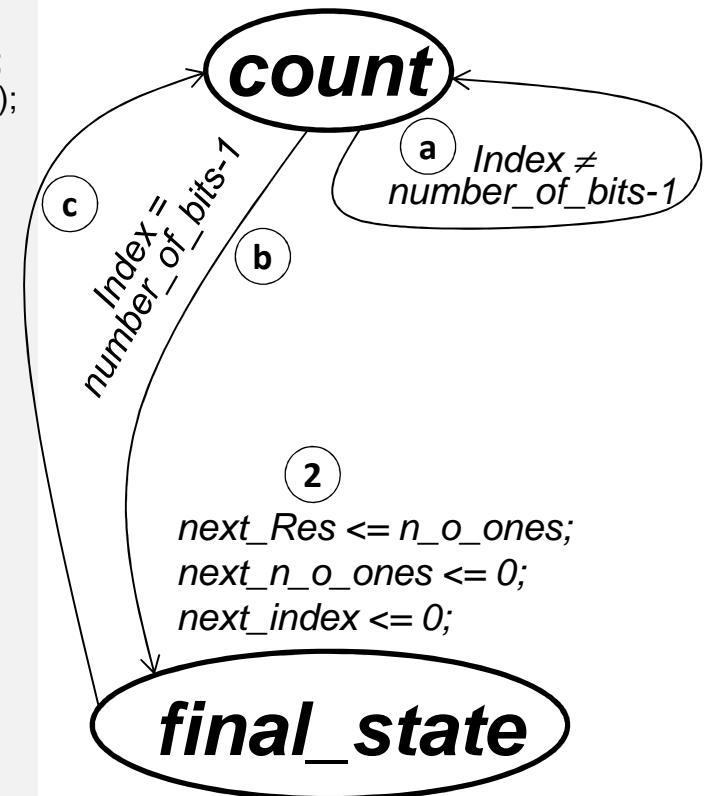 ;
);
count
a
Index ≠
number_of_bits-1
c
Index =
number_of_bits-1
b
2
next_Res <= n_o_ones;
next_n_o_ones <= 0;
next_index <= 0;
final_state